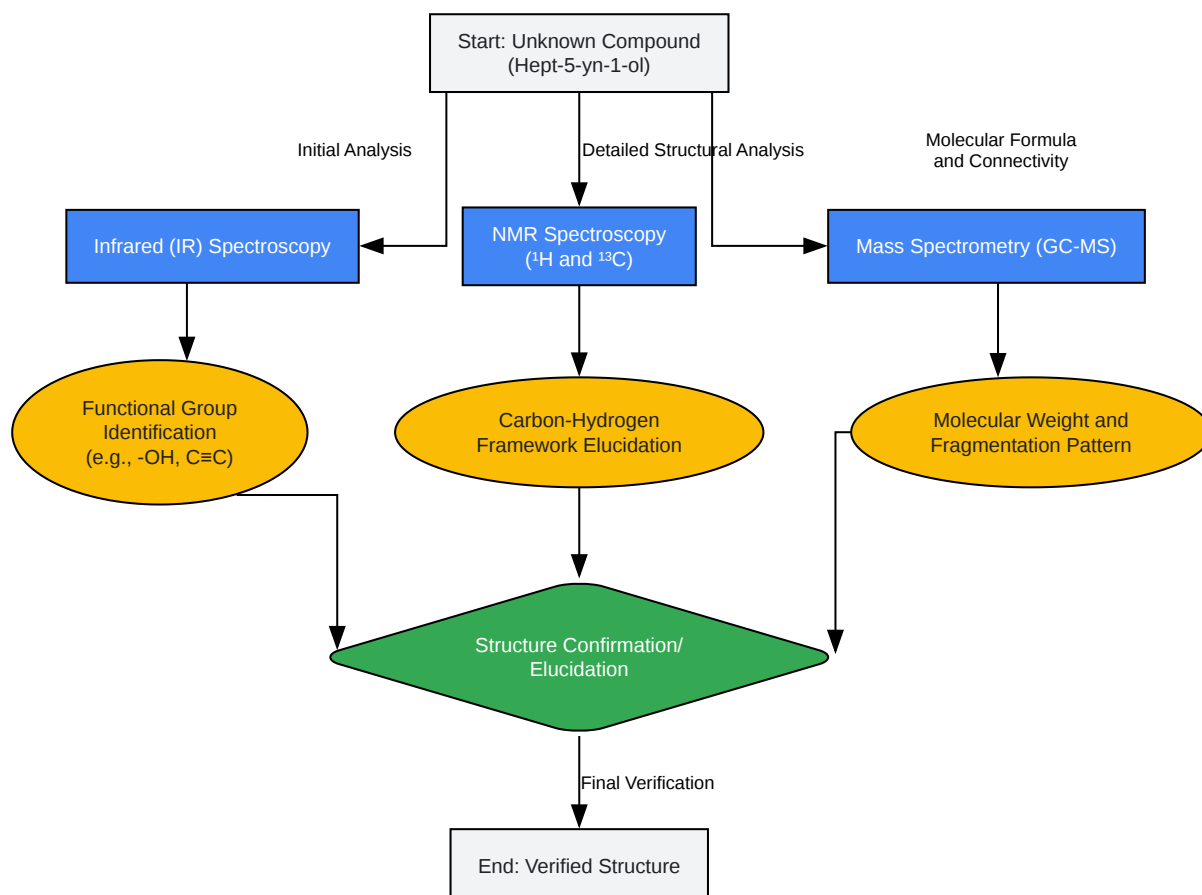 Start: Unknown Compound
(Hept-5-yn-1-ol)
Initial Analysis
Detailed Structural Analysis
Molecular Formula
and Connectivity
Infrared (IR) Spectroscopy
NMR Spectroscopy
(¹H and ¹³C)
Mass Spectrometry (GC-MS)
Functional Group
Identification
(e.g., -OH, C≡C)
Carbon-Hydrogen
Framework Elucidation
Molecular Weight and
Fragmentation Pattern
Structure Confirmation/
Elucidation
Final Verification
End: Verified Structure